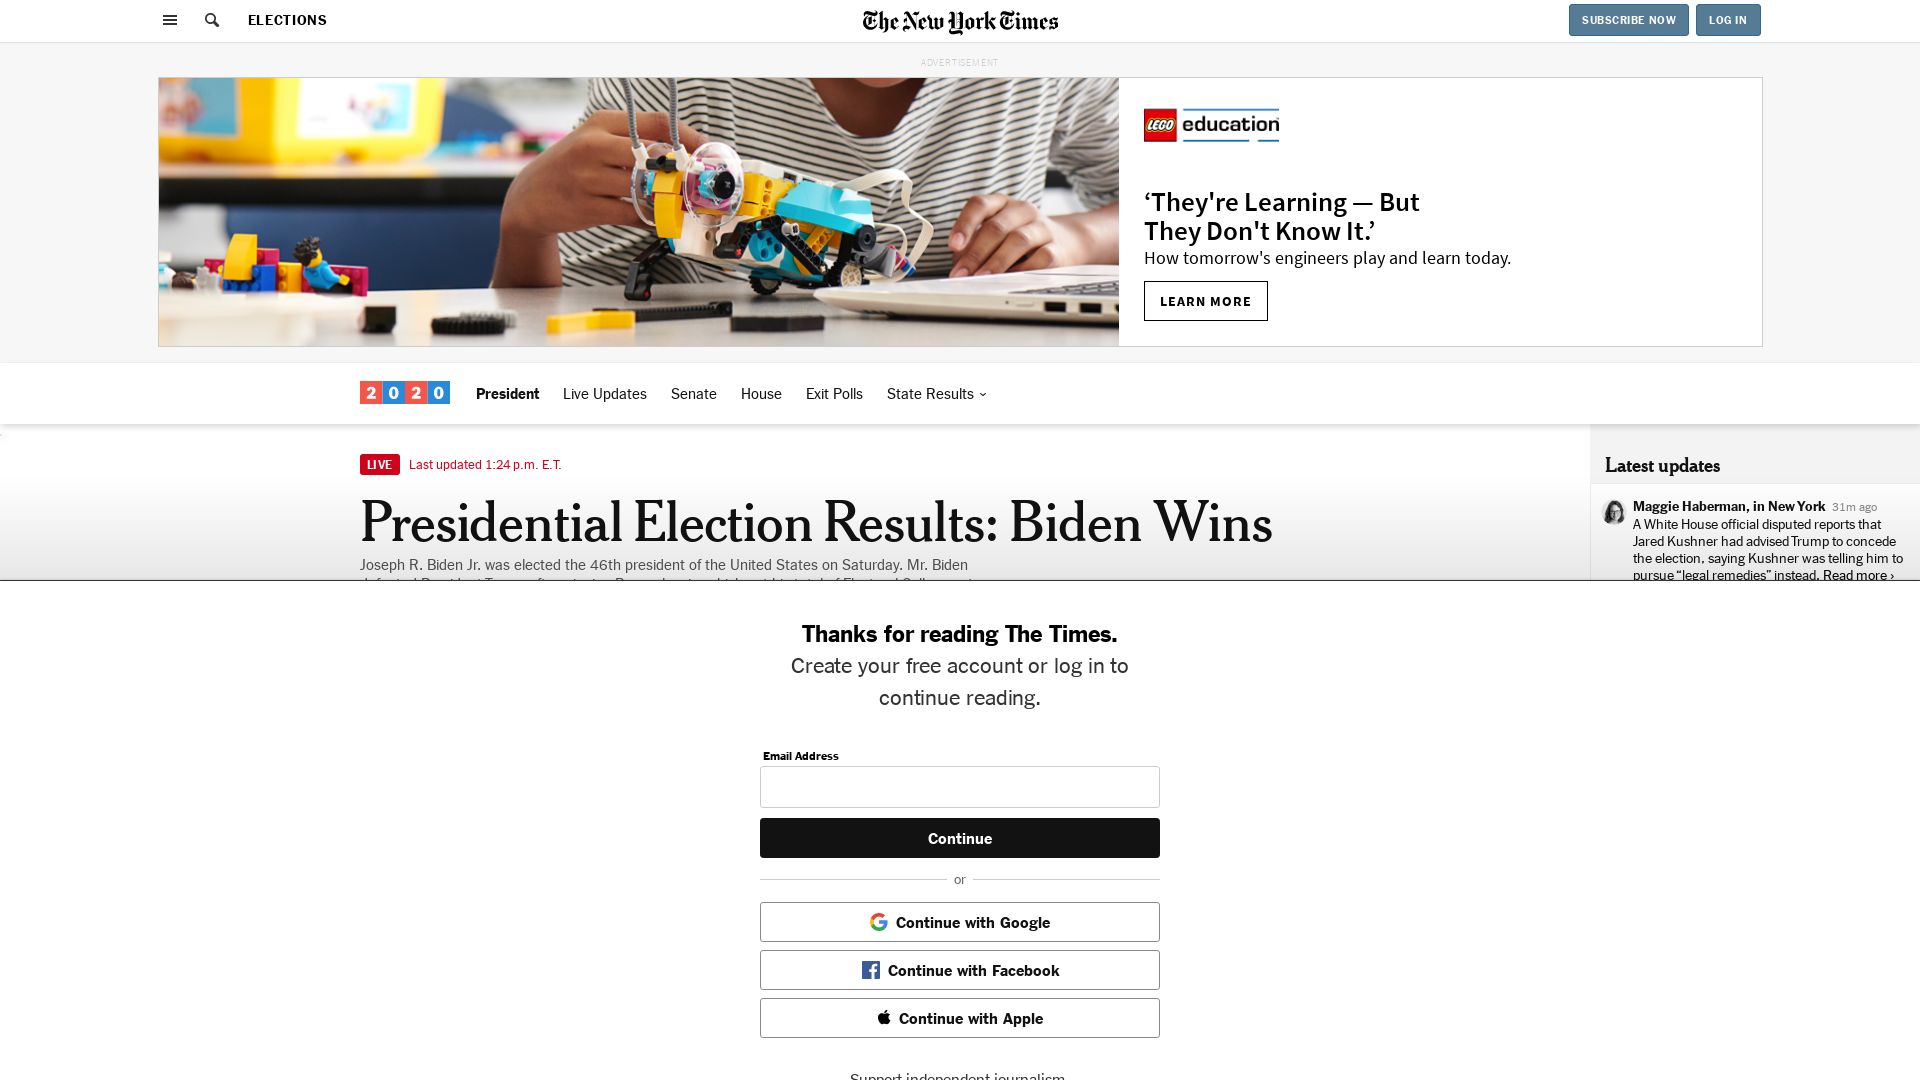 ELECTIONS
The New York Times
SUBSCRIBE NOW
LOG IN
ADVERTISEMENT
LEGO education
‘They're Learning — But
They Don't Know It.’
How tomorrow's engineers play and learn today.
LEARN MORE
2020
President
Live Updates
Senate
House
Exit Polls
State Results
LIVE
Last updated 1:24 p.m. E.T.
Presidential Election Results: Biden Wins
Joseph R. Biden Jr. was elected the 46th president of the United States on Saturday. Mr. Biden
Latest updates
Maggie Haberman, in New York 31m ago
A White House official disputed reports that
Jared Kushner had advised Trump to concede
the election, saying Kushner was telling him to
pursue “legal remedies” instead. Read more ›
Thanks for reading The Times.
Create your free account or log in to
continue reading.
Email Address
Continue
or
Continue with Google
Continue with Facebook
Continue with Apple
Support independent journalism